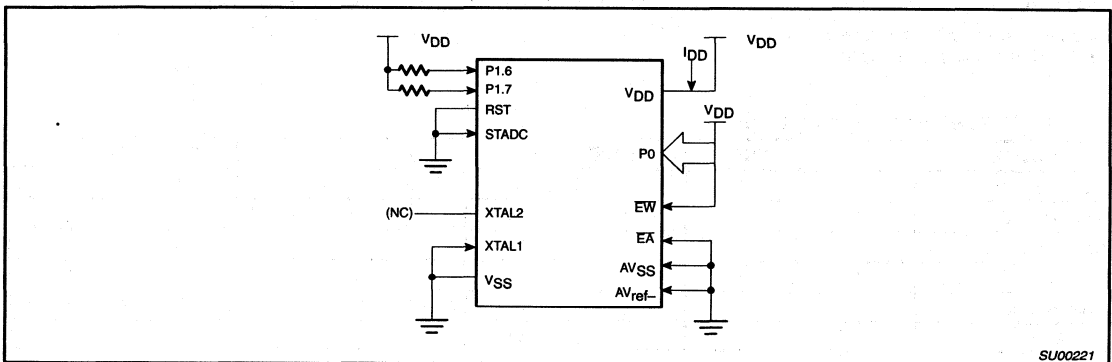 VDD
P1.6
P1.7
RST
STADC
(NC)
XTAL2
XTAL1
VSS
IDD
VDD
VDD
VDD
P0
EW
EA
AVSS
AVref–
SU00221